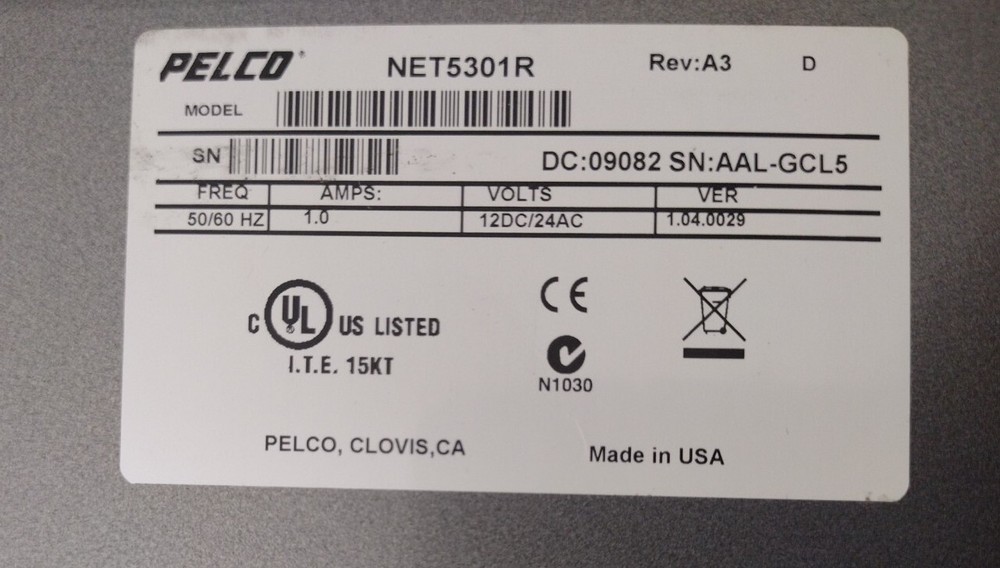 PELCO® NET5301R Rev:A3 D
MODEL
SN DC:09082 SN:AAL-GCL5
FREQ AMPS: VOLTS VER
50/60 HZ 1.0 12DC/24AC 1.04.0029
C UL US LISTED
I.T.E. 15KT
CE
N1030
PELCO, CLOVIS,CA Made in USA